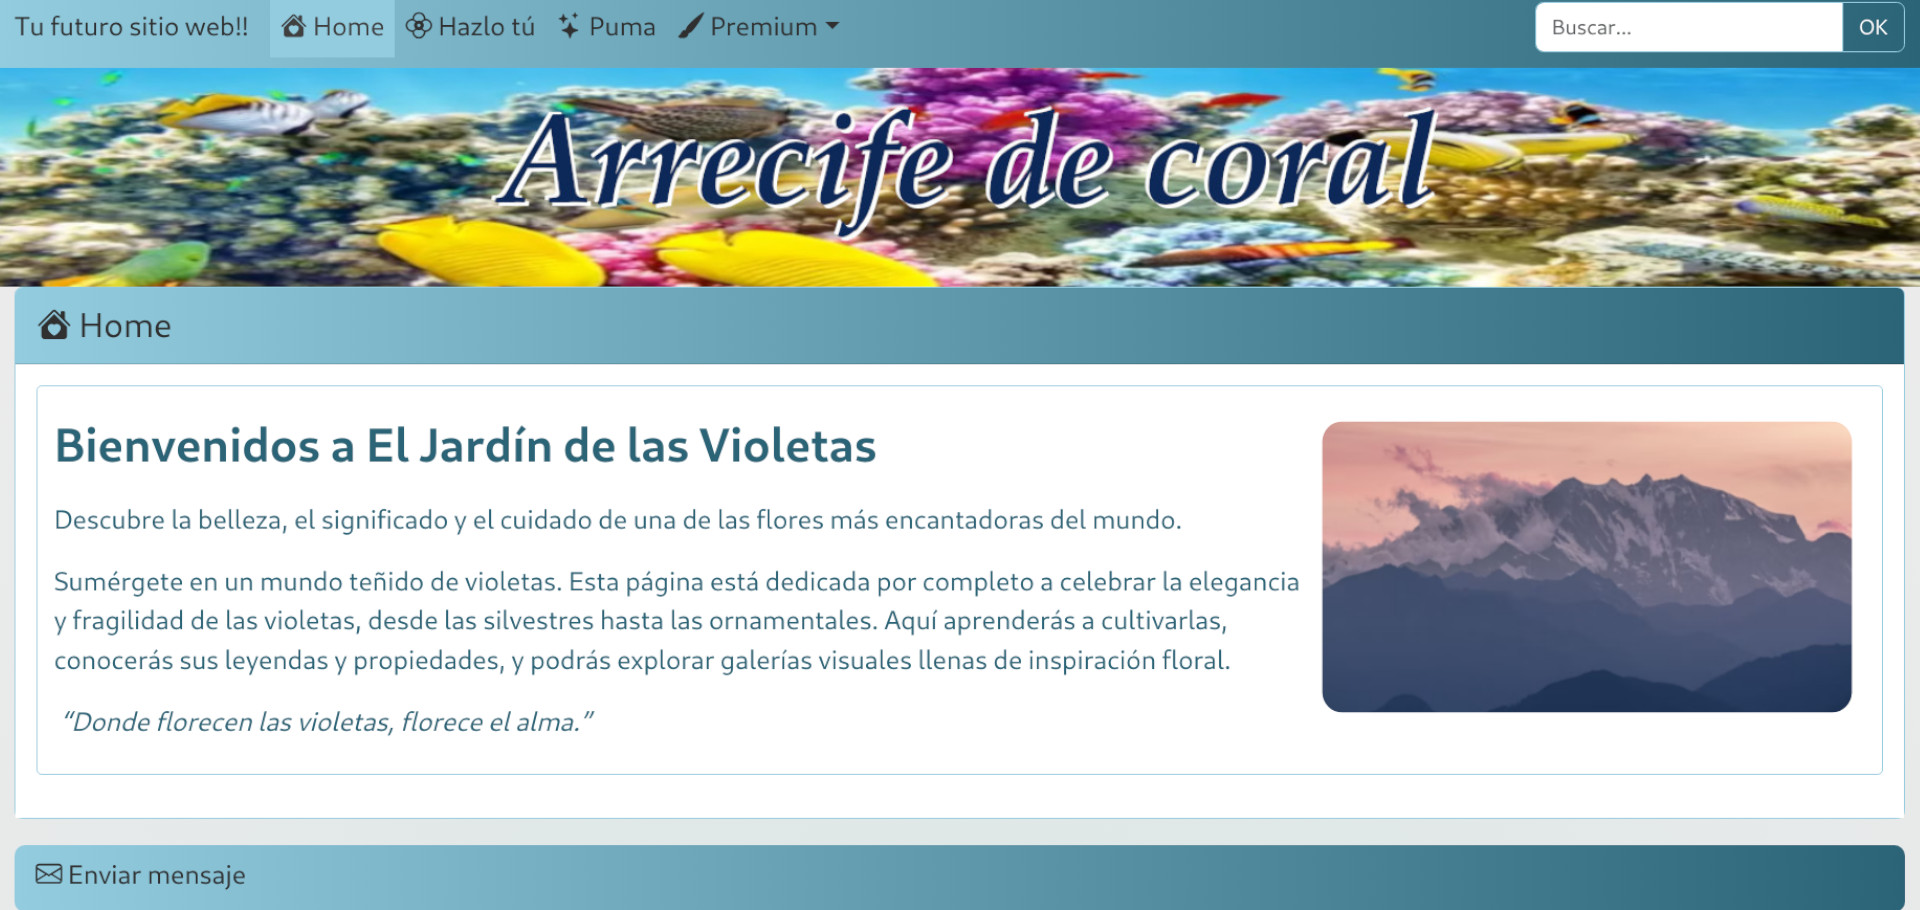 Tu futuro sitio web!! Home Hazlo tú Puma Premium Buscar... OK
Arrecife de coral
Home
Bienvenidos a El Jardín de las Violetas
Descubre la belleza, el significado y el cuidado de una de las flores más encantadoras del mundo.
Sumérgete en un mundo teñido de violetas. Esta página está dedicada por completo a celebrar la elegancia
y fragilidad de las violetas, desde las silvestres hasta las ornamentales. Aquí aprenderás a cultivarlas,
conocerás sus leyendas y propiedades, y podrás explorar galerías visuales llenas de inspiración floral.
“Donde florecen las violetas, florece el alma.”
Enviar mensaje